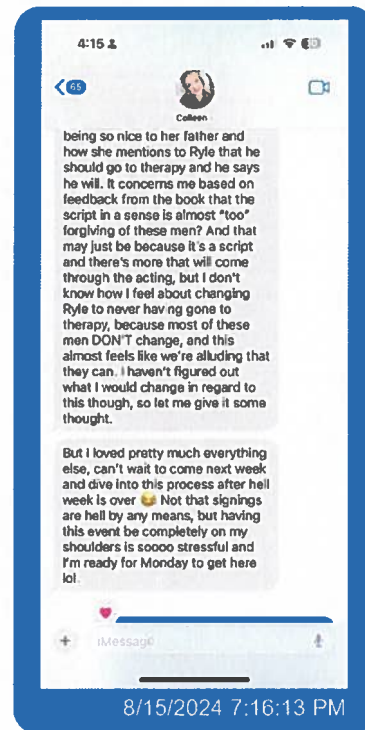 4:15
65
Colleen
being so nice to her father and
how she mentions to Ryle that he
should go to therapy and he says
he will. It concerns me based on
feedback from the book that the
script in a sense is almost "too"
forgiving of these men? And that
may just be because it's a script
and there's more that will come
through the acting, but I don't
know how I feel about changing
Ryle to never having gone to
therapy, because most of these
men DON'T change, and this
almost feels like we're alluding that
they can. I haven't figured out
what I would change in regard to
this though, so let me give it some
thought.
But I loved pretty much everything
else, can't wait to come next week
and dive into this process after hell
week is over 😂 Not that signings
are hell by any means, but having
this event be completely on my
shoulders is soooo stressful and
I'm ready for Monday to get here
lol.
iMessage
8/15/2024 7:16:13 PM